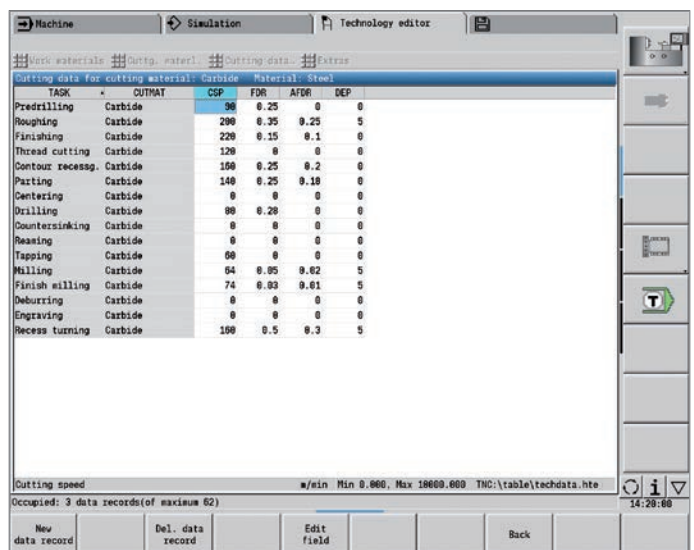 Machine Simulation Technology editor
Work materials Cuttg. materl. Cutting data.. Extras
Cutting data for cutting material: Carbide Material: Steel
TASK CUTMAT CSP FDR AFDR DEP
Predrilling Carbide 90 0.25 0 0
Roughing Carbide 200 0.35 0.25 5
Finishing Carbide 220 0.15 0.1 0
Thread cutting Carbide 120 0 0 0
Contour recessg. Carbide 160 0.25 0.2 0
Parting Carbide 140 0.25 0.18 0
Centering Carbide 0 0 0 0
Drilling Carbide 80 0.28 0 0
Countersinking Carbide 0 0 0 0
Reaming Carbide 0 0 0 0
Tapping Carbide 60 0 0 0
Milling Carbide 64 0.05 0.02 5
Finish milling Carbide 74 0.03 0.01 5
Deburring Carbide 0 0 0 0
Engraving Carbide 0 0 0 0
Recess turning Carbide 160 0.5 0.3 5
T
Cutting speed m/min Min 0.000, Max 10000.000 TNC:\table\techdata.hte
Occupied: 3 data records(of maximum 62)
14:20:00
New data record
Del. data record
Edit field
Back